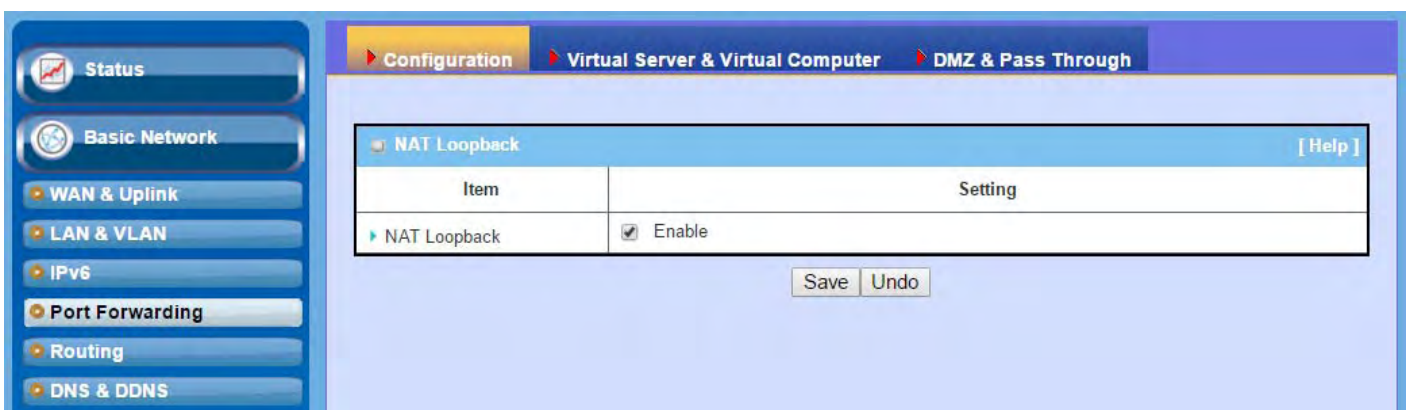 Status
Basic Network
WAN & Uplink
LAN & VLAN
IPv6
Port Forwarding
Routing
DNS & DDNS
Configuration Virtual Server & Virtual Computer DMZ & Pass Through
NAT Loopback [ Help ]
Item Setting
NAT Loopback Enable
Save Undo